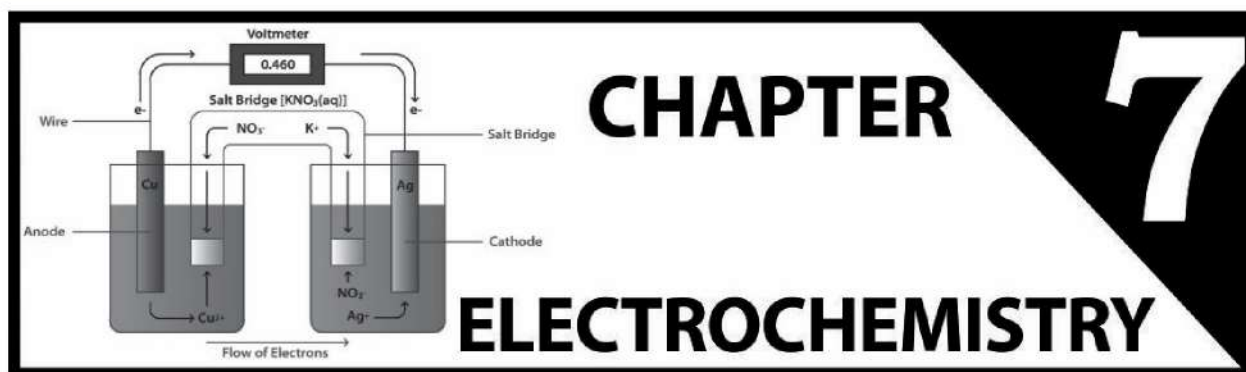 Voltmeter
0.460
e-
e-
Salt Bridge [KNO₃(aq)]
Wire
NO₃⁻
K⁺
Salt Bridge
Cu
Ag
Anode
Cathode
NO₃⁻
Cu²⁺
Ag⁺
Flow of Electrons
CHAPTER
7
ELECTROCHEMISTRY